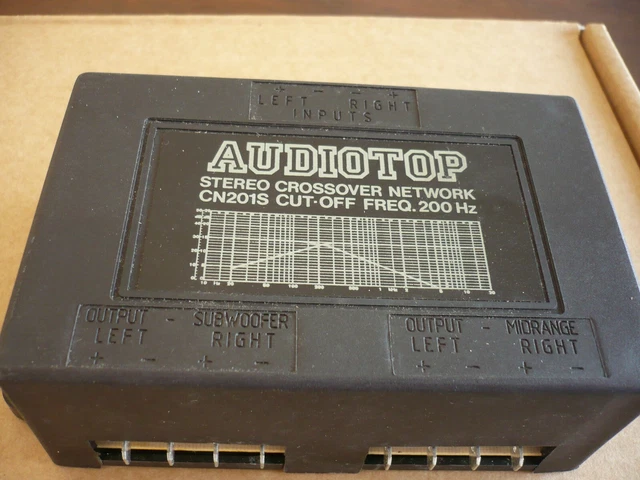 + - - +
LEFT RIGHT
INPUTS
AUDIOTOP
STEREO CROSSOVER NETWORK
CN201S CUT-OFF FREQ. 200 Hz
OUTPUT - SUBWOOFER
LEFT RIGHT
+ - + -
OUTPUT - MIDRANGE
LEFT RIGHT
+ - + -